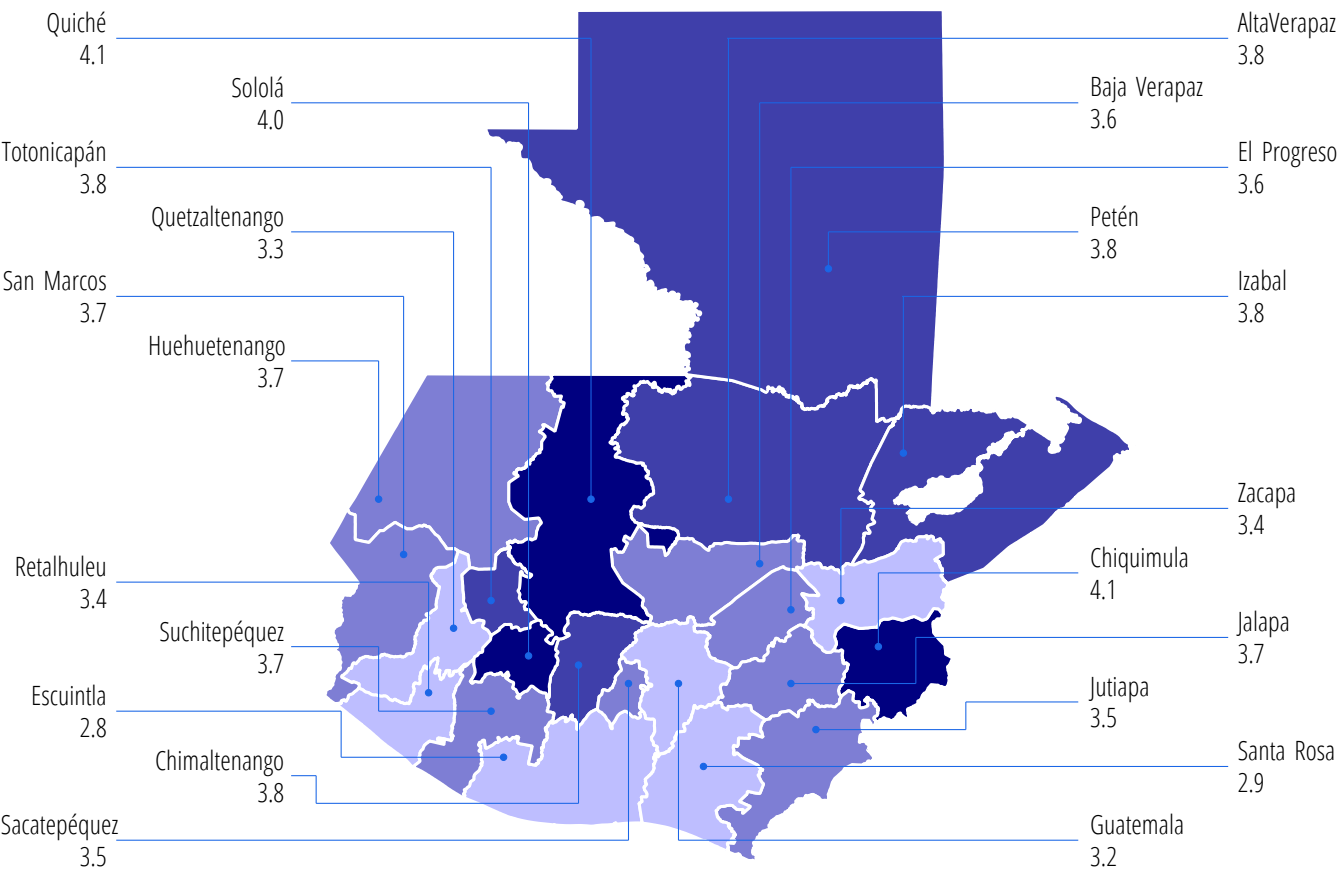 Quiché
4.1
Sololá
4.0
Totonicapán
3.8
Quetzaltenango
3.3
San Marcos
3.7
Huehuetenango
3.7
Retalhuleu
3.4
Suchitepéquez
3.7
Escuintla
2.8
Chimaltenango
3.8
Sacatepéquez
3.5
AltaVerapaz
3.8
Baja Verapaz
3.6
El Progreso
3.6
Petén
3.8
Izabal
3.8
Zacapa
3.4
Chiquimula
4.1
Jalapa
3.7
Jutiapa
3.5
Santa Rosa
2.9
Guatemala
3.2